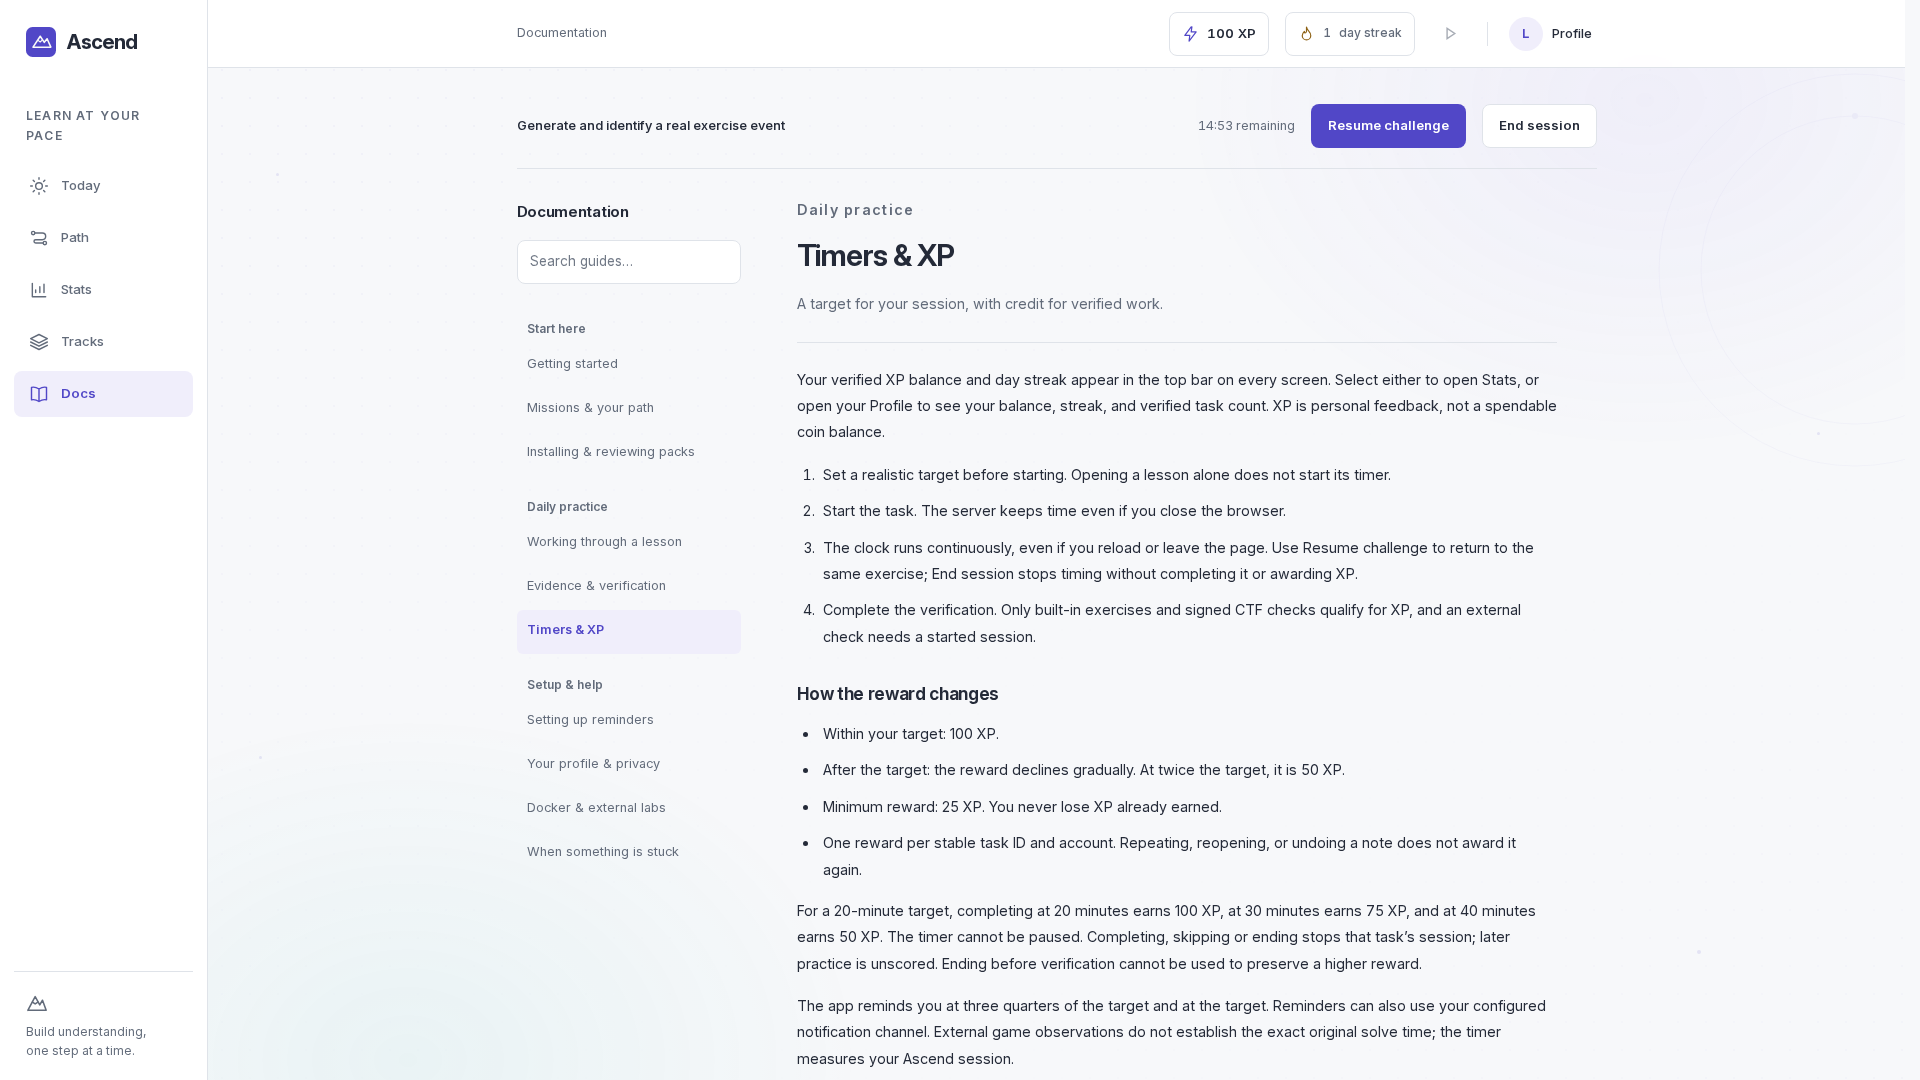 Ascend
Documentation
100 XP
1 day streak
L
Profile
LEARN AT YOUR
PACE
Today
Path
Stats
Tracks
Docs
Build understanding,
one step at a time.
Generate and identify a real exercise event
14:53 remaining
Resume challenge
End session
Documentation
Search guides...
Start here
Getting started
Missions & your path
Installing & reviewing packs
Daily practice
Working through a lesson
Evidence & verification
Timers & XP
Setup & help
Setting up reminders
Your profile & privacy
Docker & external labs
When something is stuck
Daily practice
Timers & XP
A target for your session, with credit for verified work.
Your verified XP balance and day streak appear in the top bar on every screen. Select either to open Stats, or
open your Profile to see your balance, streak, and verified task count. XP is personal feedback, not a spendable
coin balance.
1. Set a realistic target before starting. Opening a lesson alone does not start its timer.
2. Start the task. The server keeps time even if you close the browser.
3. The clock runs continuously, even if you reload or leave the page. Use Resume challenge to return to the
same exercise; End session stops timing without completing it or awarding XP.
4. Complete the verification. Only built-in exercises and signed CTF checks qualify for XP, and an external
check needs a started session.
How the reward changes
• Within your target: 100 XP.
• After the target: the reward declines gradually. At twice the target, it is 50 XP.
• Minimum reward: 25 XP. You never lose XP already earned.
• One reward per stable task ID and account. Repeating, reopening, or undoing a note does not award it
again.
For a 20-minute target, completing at 20 minutes earns 100 XP, at 30 minutes earns 75 XP, and at 40 minutes
earns 50 XP. The timer cannot be paused. Completing, skipping or ending stops that task’s session; later
practice is unscored. Ending before verification cannot be used to preserve a higher reward.
The app reminds you at three quarters of the target and at the target. Reminders can also use your configured
notification channel. External game observations do not establish the exact original solve time; the timer
measures your Ascend session.